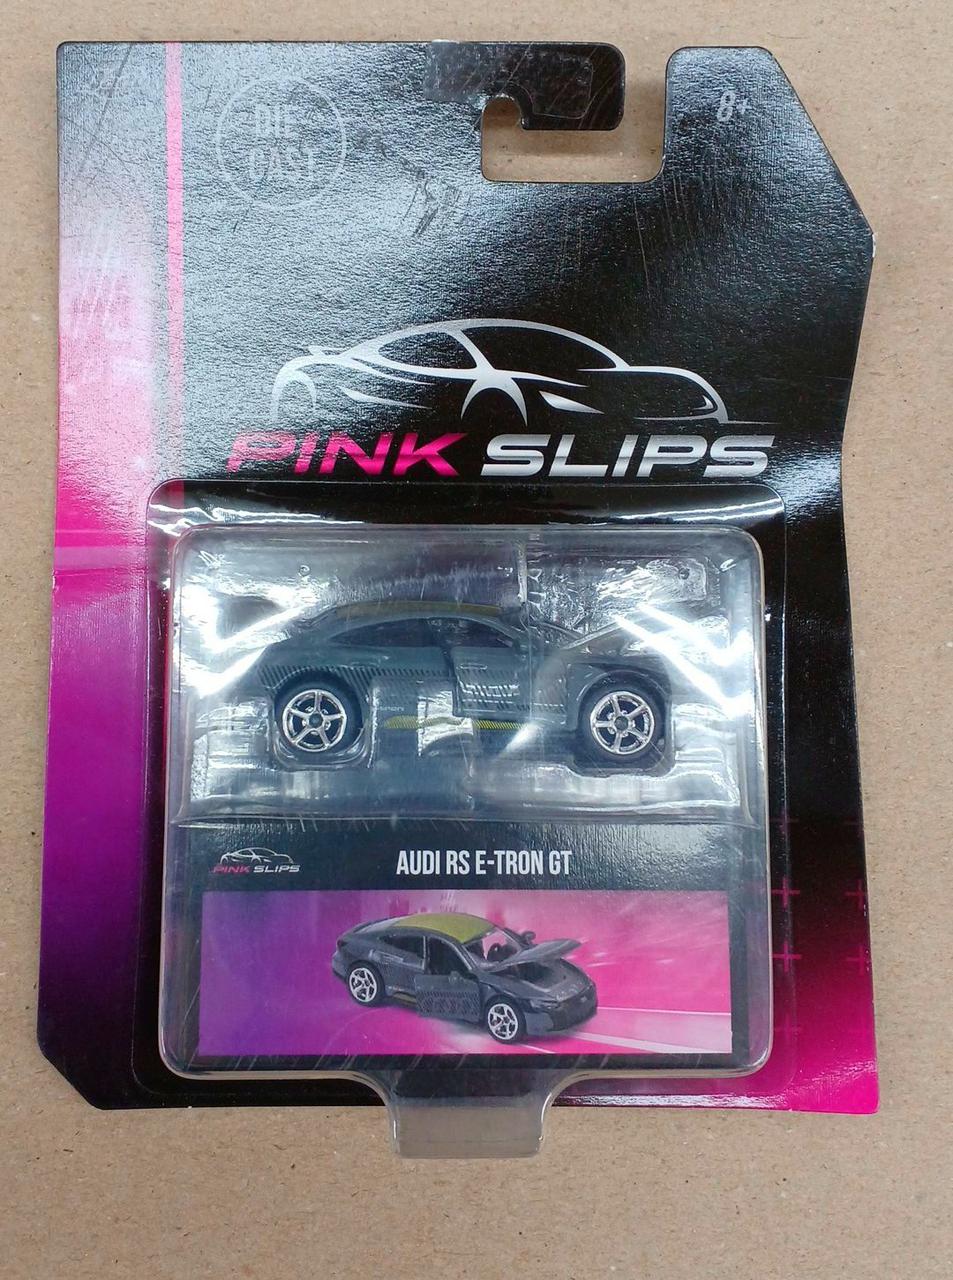 DIE
CAST
8+
PINK SLIPS
PINK SLIPS
AUDI RS E-TRON GT